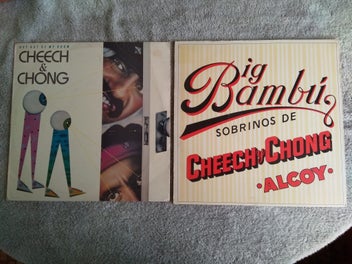 GET OUT OF MY ROOM
CHEECH
&
CHONG
Big
Bambú
SOBRINOS DE
CHEECH y CHONG
·ALCOY·